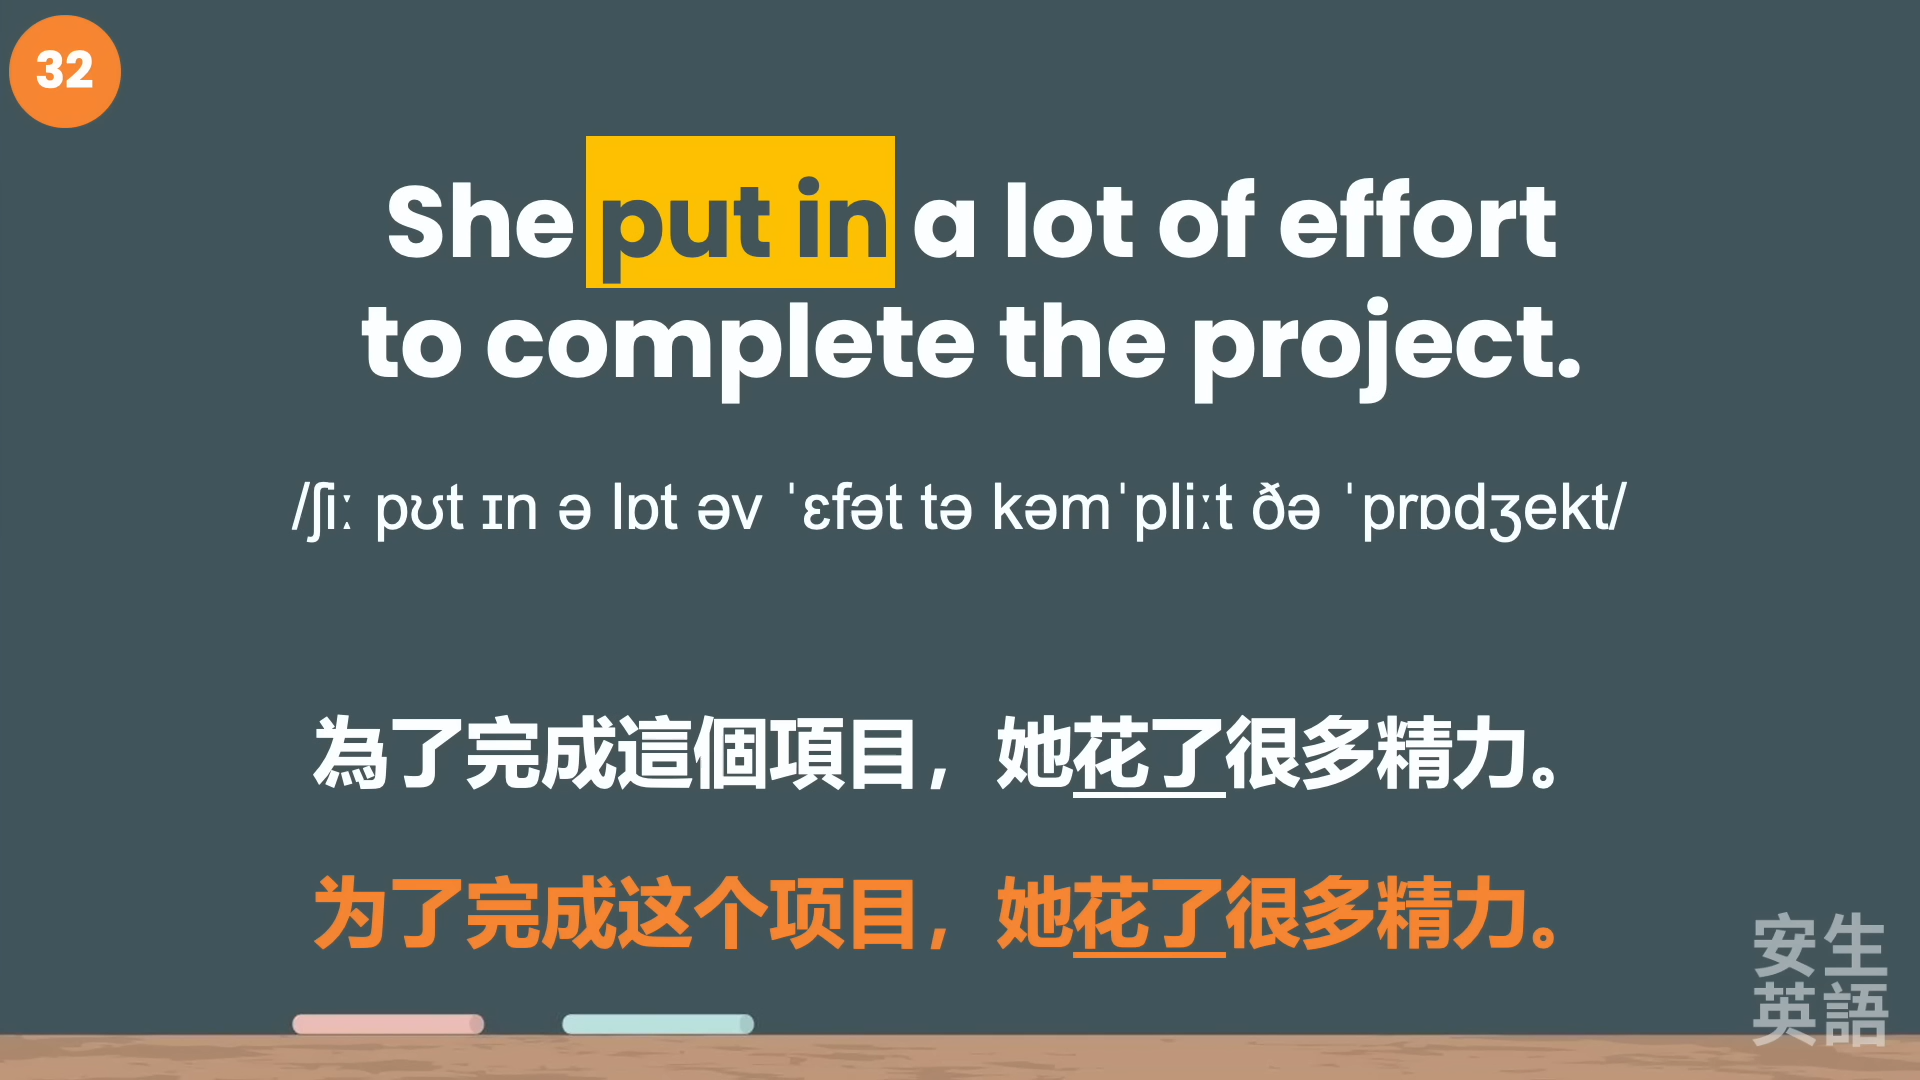 32
She put in a lot of effort
to complete the project.
/ʃiː pʊt ɪn ə lɒt əv ˈɛfət tə kəmˈpliːt ðə ˈprɒdʒekt/
為了完成這個項目，她花了很多精力。
为了完成这个项目，她花了很多精力。
安生
英語